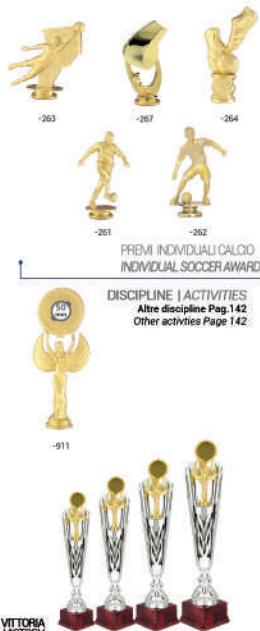 -263
-267
-264
-261
-262
PREMI INDIVIDUALI CALCIO
INDIVIDUAL SOCCER AWARD
DISCIPLINE | ACTIVITIES
Altre discipline Pag.142
Other activties Page 142
50
mm.
-911
VITTORIA